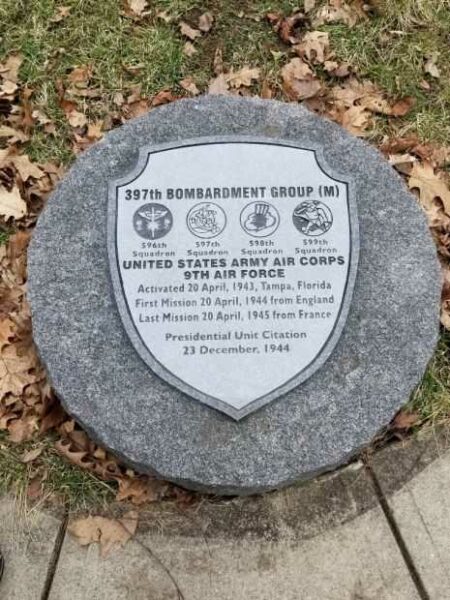 397th BOMBARDMENT GROUP (M)
596th 597th 598th 599th
Squadron Squadron Squadron Squadron
UNITED STATES ARMY AIR CORPS
9TH AIR FORCE
Activated 20 April, 1943, Tampa, Florida
First Mission 20 April, 1944 from England
Last Mission 20 April, 1945 from France
Presidential Unit Citation
23 December, 1944